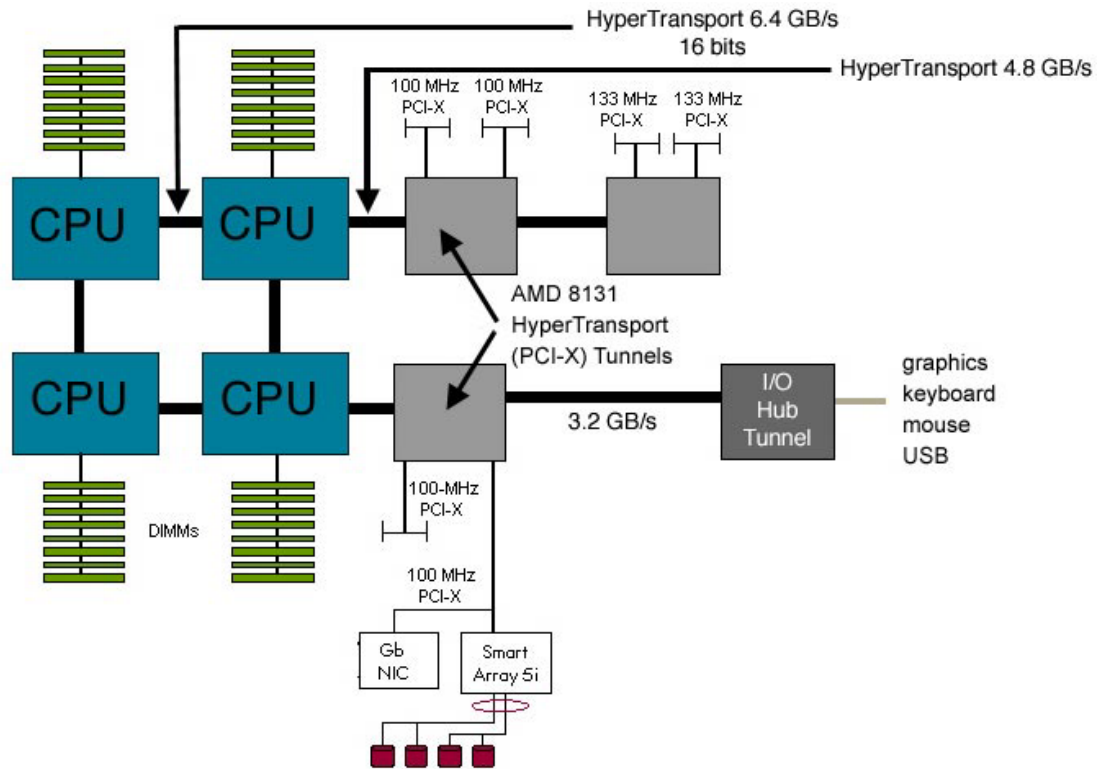 HyperTransport 6.4 GB/s
16 bits
HyperTransport 4.8 GB/s
100 MHz
PCI-X
100 MHz
PCI-X
133 MHz
PCI-X
133 MHz
PCI-X
CPU
CPU
AMD 8131
HyperTransport
(PCI-X) Tunnels
CPU
CPU
3.2 GB/s
I/O
Hub
Tunnel
graphics
keyboard
mouse
USB
100-MHz
PCI-X
DIMMs
100 MHz
PCI-X
Gb
NIC
Smart
Array 5i